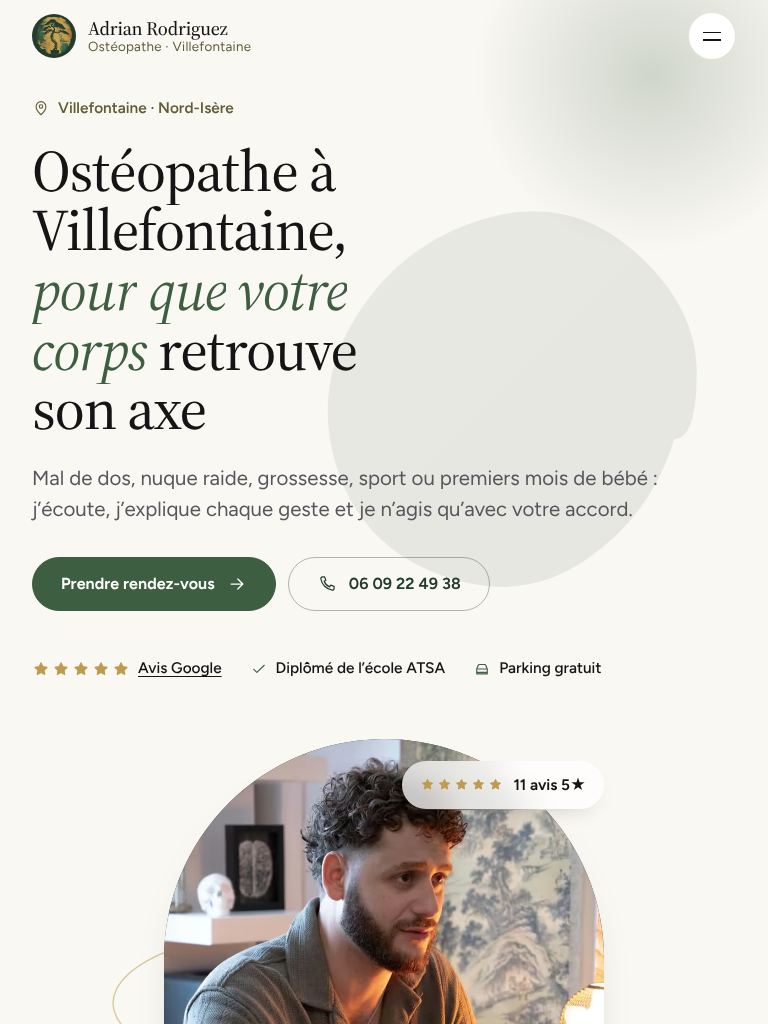 Adrian Rodriguez
Ostéopathe · Villefontaine
Villefontaine · Nord-Isère
Ostéopathe à
Villefontaine,
pour que votre
corps retrouve
son axe
Mal de dos, nuque raide, grossesse, sport ou premiers mois de bébé :
j’écoute, j’explique chaque geste et je n’agis qu’avec votre accord.
Prendre rendez-vous →
06 09 22 49 38
★★★★★ Avis Google
Diplômé de l’école ATSA
Parking gratuit
★★★★★ 11 avis 5★